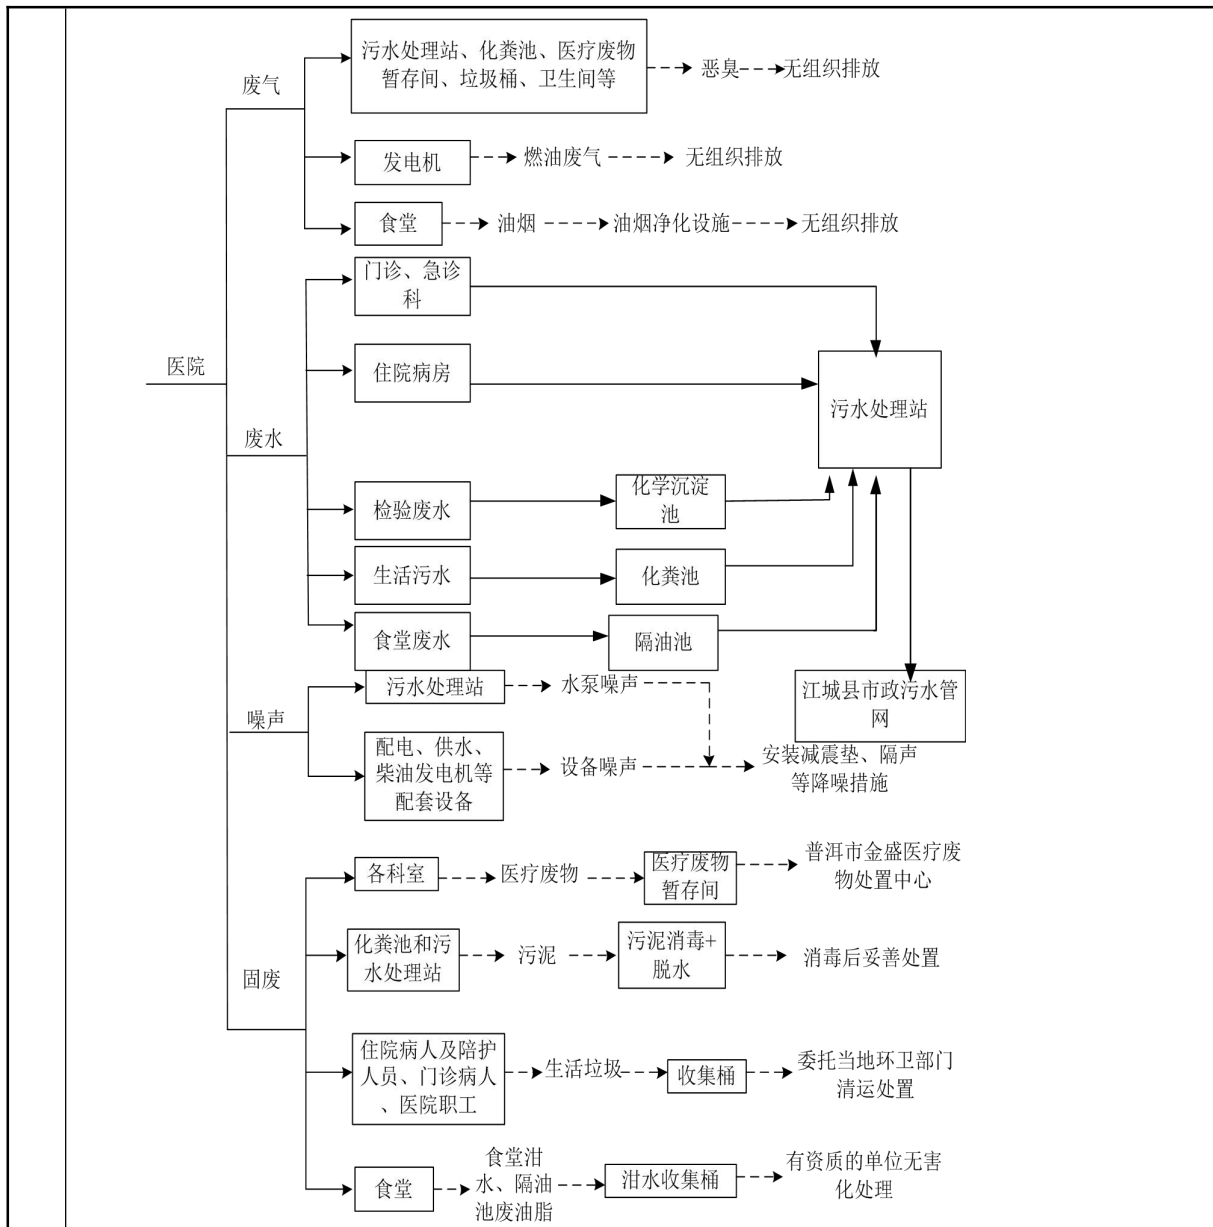 污水处理站、化粪池、医疗废物
暂存间、垃圾桶、卫生间等
恶臭
无组织排放
废气
发电机
燃油废气
无组织排放
食堂
油烟
油烟净化设施
无组织排放
门诊、急诊
科
医院
住院病房
污水处理站
废水
检验废水
化学沉淀
池
生活污水
化粪池
食堂废水
隔油池
江城县市政污水管
网
噪声
污水处理站
水泵噪声
配电、供水、
柴油发电机等
配套设备
设备噪声
安装减震垫、隔声
等降噪措施
固废
各科室
医疗废物
医疗废物
暂存间
普洱市金盛医疗废
物处置中心
化粪池和污
水处理站
污泥
污泥消毒+
脱水
消毒后妥善处置
住院病人及陪护
人员、门诊病人
、医院职工
生活垃圾
收集桶
委托当地环卫部门
清运处置
食堂
食堂泔
水、隔油
池废油脂
泔水收集桶
有资质的单位无害
化处理